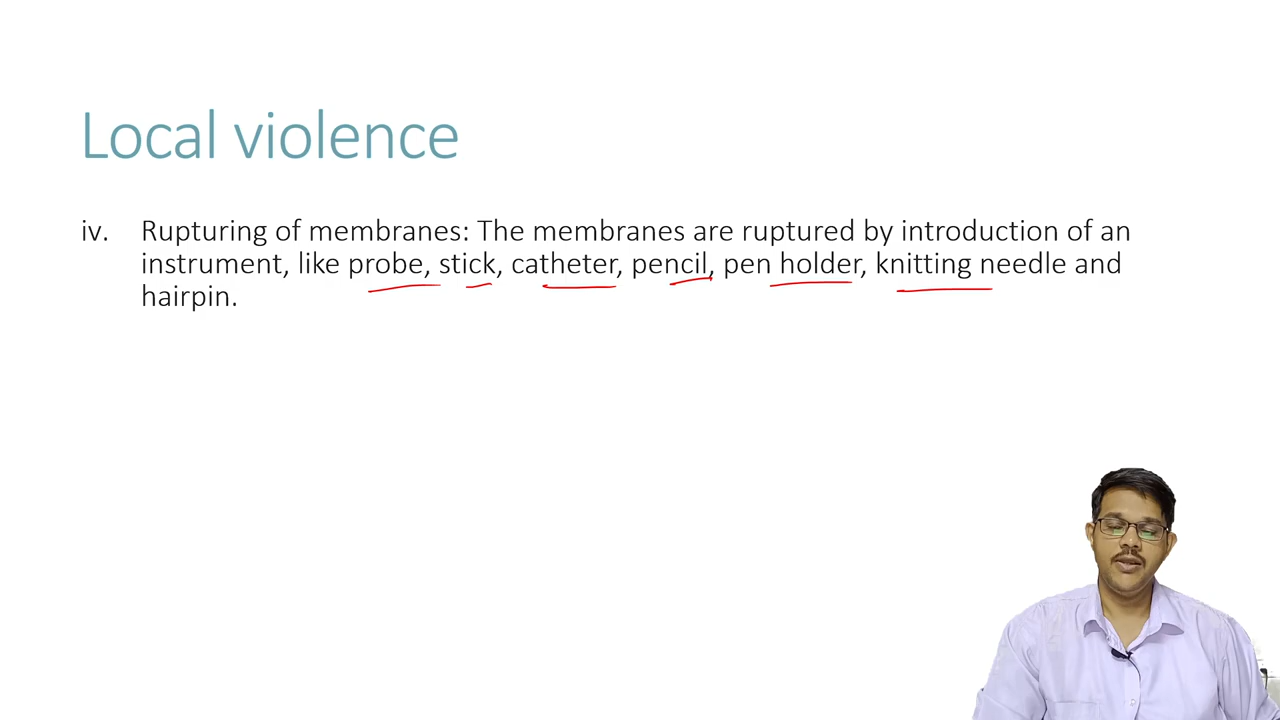 Local violence
iv. Rupturing of membranes: The membranes are ruptured by introduction of an
instrument, like probe, stick, catheter, pencil, pen holder, knitting needle and
hairpin.